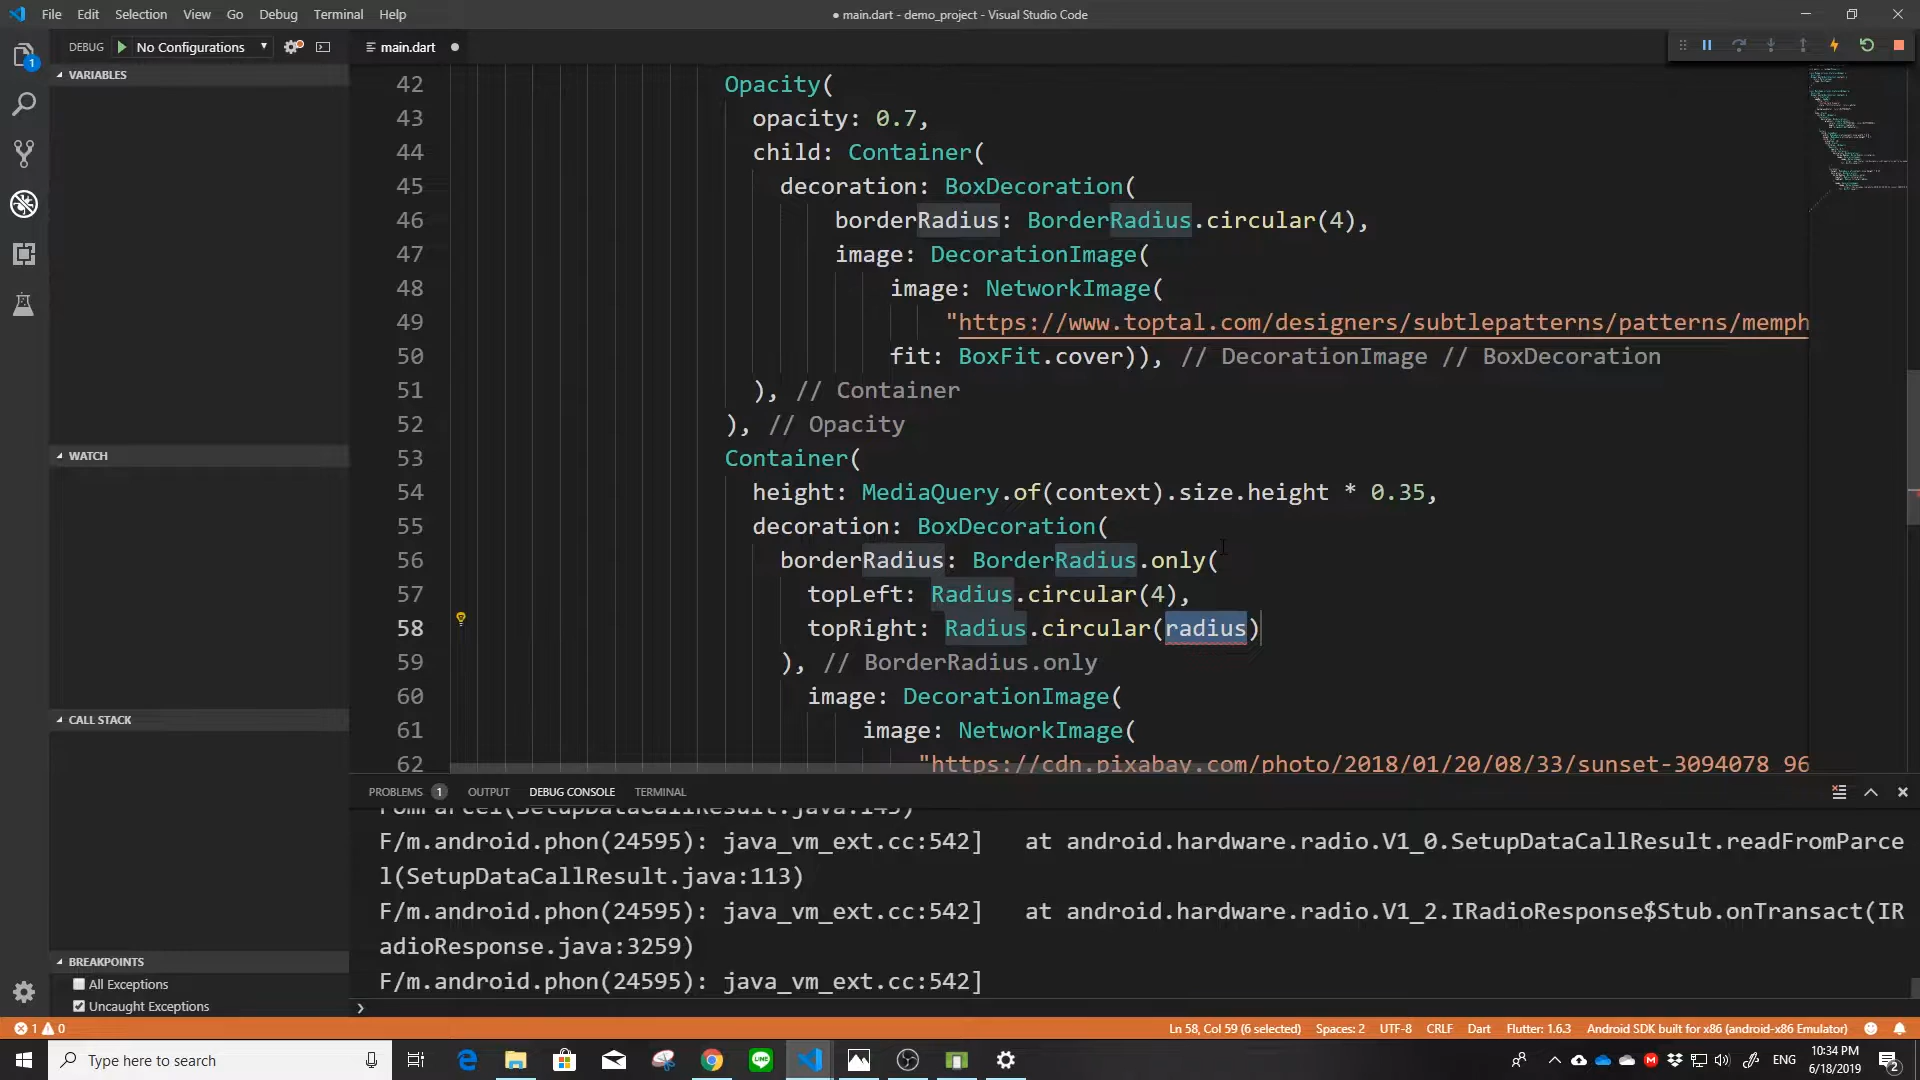 File Edit Selection View Go Debug Terminal Help
● main.dart - demo_project - Visual Studio Code
DEBUG No Configurations
main.dart ●
1
VARIABLES
WATCH
CALL STACK
BREAKPOINTS
All Exceptions
Uncaught Exceptions
42 Opacity(
43 opacity: 0.7,
44 child: Container(
45 decoration: BoxDecoration(
46 borderRadius: BorderRadius.circular(4),
47 image: DecorationImage(
48 image: NetworkImage(
49 "https://www.toptal.com/designers/subtlepatterns/patterns/memph
50 fit: BoxFit.cover)), // DecorationImage // BoxDecoration
51 ), // Container
52 ), // Opacity
53 Container(
54 height: MediaQuery.of(context).size.height * 0.35,
55 decoration: BoxDecoration(
56 borderRadius: BorderRadius.only(
57 topLeft: Radius.circular(4),
58 topRight: Radius.circular(radius)
59 ), // BorderRadius.only
60 image: DecorationImage(
61 image: NetworkImage(
62 "https://cdn.pixabay.com/photo/2018/01/20/08/33/sunset-3094078_96
PROBLEMS 1 OUTPUT DEBUG CONSOLE TERMINAL
romParcel(SetupDataCallResult.java:145)
F/m.android.phon(24595): java_vm_ext.cc:542] at android.hardware.radio.V1_0.SetupDataCallResult.readFromParce
l(SetupDataCallResult.java:113)
F/m.android.phon(24595): java_vm_ext.cc:542] at android.hardware.radio.V1_2.IRadioResponse$Stub.onTransact(IR
adioResponse.java:3259)
F/m.android.phon(24595): java_vm_ext.cc:542]
1 0
Ln 58, Col 59 (6 selected) Spaces: 2 UTF-8 CRLF Dart Flutter: 1.6.3 Android SDK built for x86 (android-x86 Emulator)
Type here to search
LINE
ENG
10:34 PM
6/18/2019
2